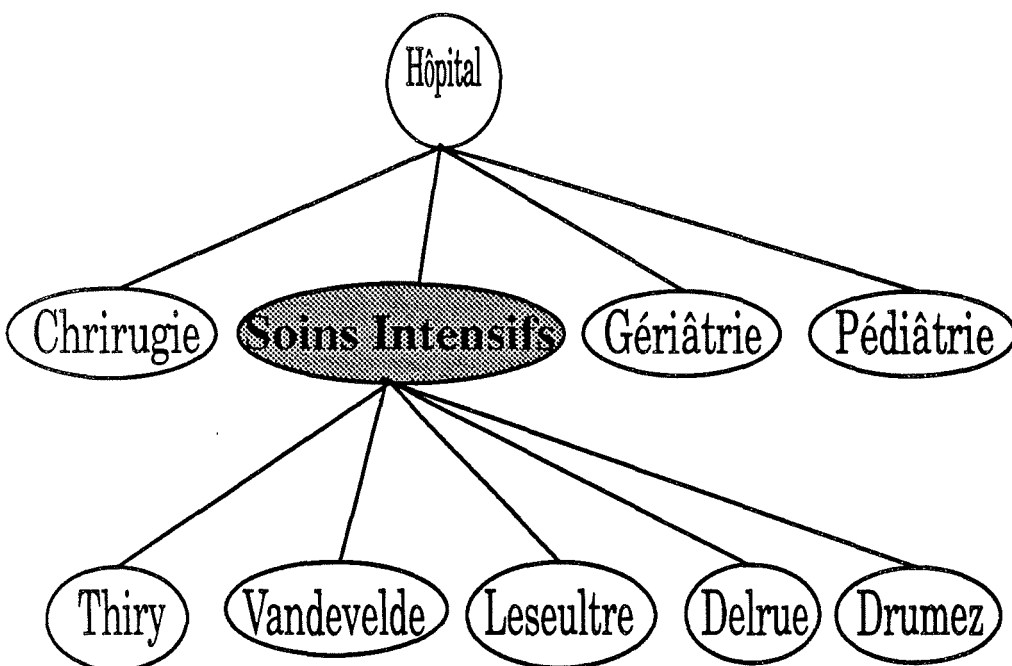 Hôpital
Chrirugie Soins Intensifs Gériâtrie Pédiâtrie
Thiry Vandevelde Leseultre Delrue Drumez